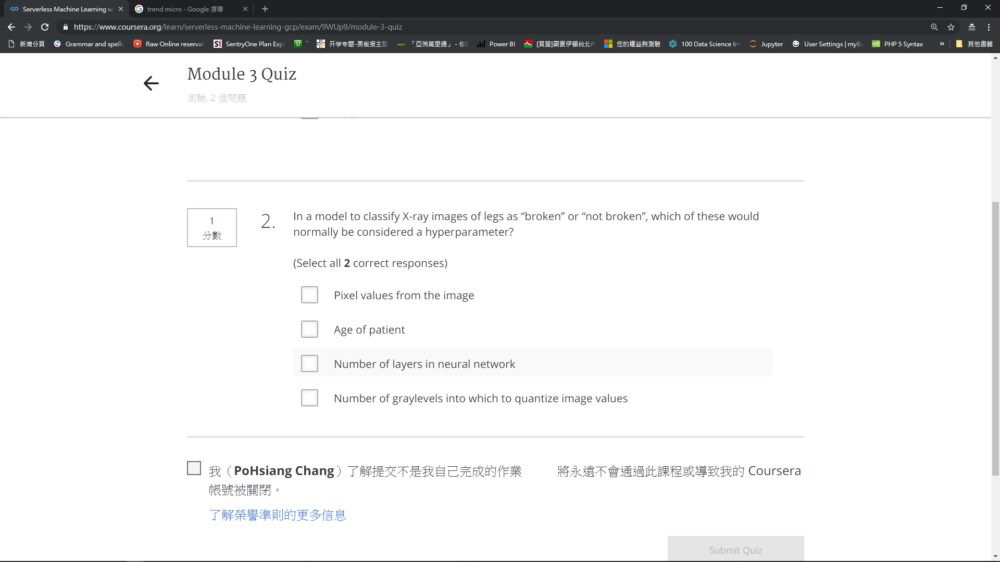 Serverless Machine Learning wi
trend micro - Google 搜尋
https://www.coursera.org/learn/serverless-machine-learning-gcp/exam/9WUp9/module-3-quiz
新增分頁
Grammar and spello
Raw Online reservat
S1
SentryOne Plan Expl
U
开学专题-黑板报主题
「亞洲萬里通」 - 你的
Power BI
[買屋]國賓伊頓台北市
您的權益與測驗
100 Data Science Int
Jupyter
User Settings | myBa
PHP 5 Syntax
»
其他書籤
Module 3 Quiz
測驗, 2 個問題
1
分數
2.
In a model to classify X-ray images of legs as “broken” or “not broken”, which of these would
normally be considered a hyperparameter?
(Select all 2 correct responses)
Pixel values from the image
Age of patient
Number of layers in neural network
Number of graylevels into which to quantize image values
我（PoHsiang Chang）了解提交不是我自己完成的作業 將永遠不會通過此課程或導致我的 Coursera
帳號被關閉。
了解榮譽準則的更多信息
Submit Quiz